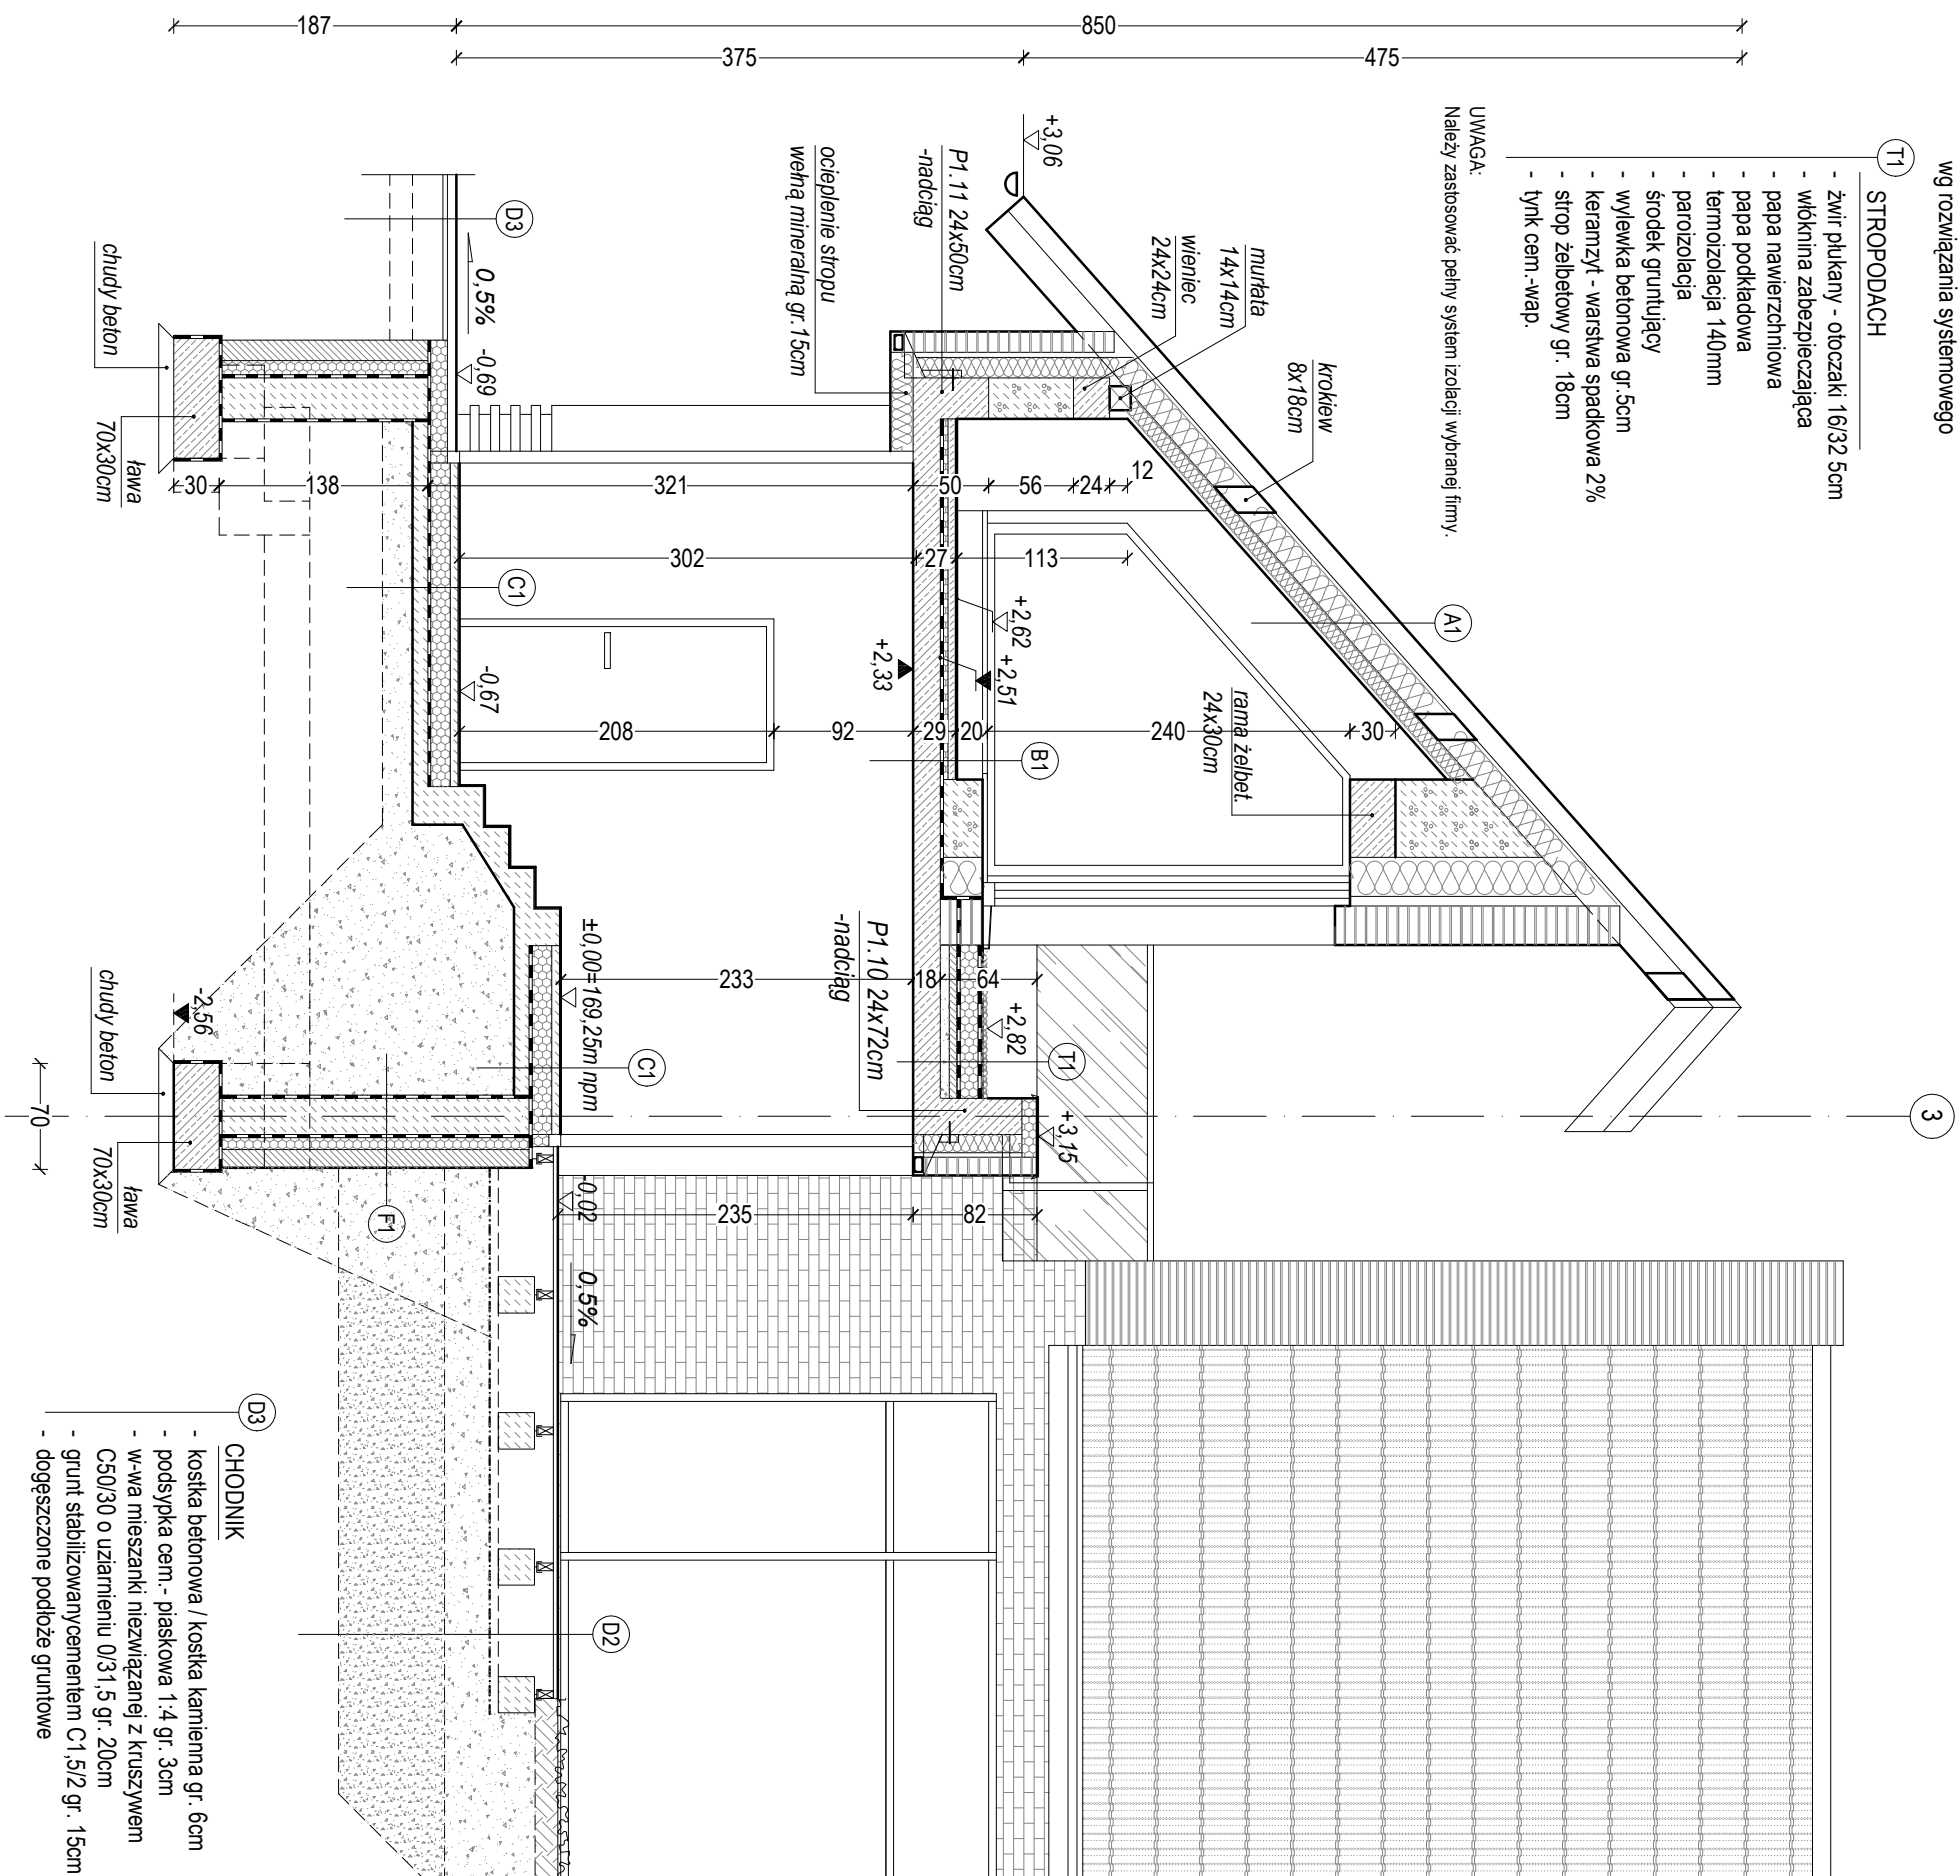 wg rozwiązania systemowego
T1
STROPODACH
- żwir płukany - otoczaki 16/32 5cm
- włóknina zabezpieczająca
- papa nawierzchniowa
- papa podkładowa
- termoizolacja 140mm
- paroizolacja
- środek gruntujący
- wylewka betonowa gr.5cm
- keramzyt - warstwa spadkowa 2%
- strop żelbetowy gr. 18cm
- tynk cem.-wap.
UWAGA:
Należy zastosować pełny system izolacji wybranej firmy.
3
850
187
475
375
krokiew
8x18cm
murłata
14x14cm
wieniec
24x24cm
+3,06
P1.11 24x50cm
-nadciąg
ocieplenie stropu
wełną mineralną gr.15cm
A1
rama żelbet.
24x30cm
12
24
56
50
321
138
30
113
27
302
+2,62
+2,51
+2,33
30
240
20
29
92
208
B1
D3
0,5%
-0,69
C1
-0,67
chudy beton
ława
70x30cm
P1.10 24x72cm
-nadciąg
64
18
233
+2,82
T1
+3,15
±0,00=169,25m npm
C1
82
235
-0,02
0,5%
-2,56
chudy beton
70
ława
70x30cm
F1
D2
D3
CHODNIK
- kostka betonowa / kostka kamienna gr. 6cm
- podsypka cem.- piaskowa 1:4 gr. 3cm
- w-wa mieszanki niezwiązanej z kruszywem
C50/30 o uziarnieniu 0/31,5 gr. 20cm
- grunt stabilizowanycementem C1,5/2 gr. 15cm
- dogęszczone podłoże gruntowe